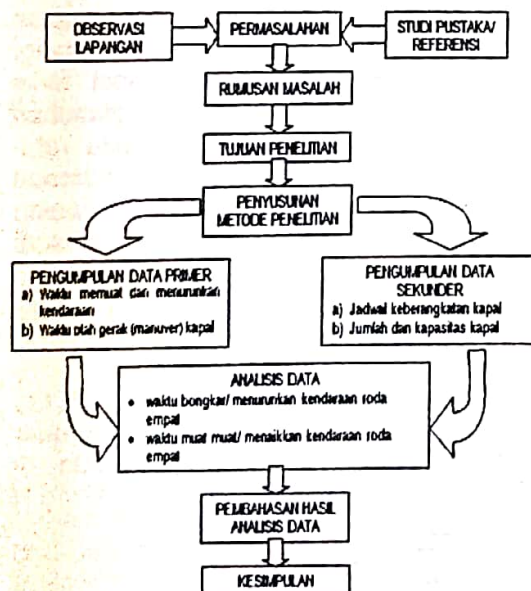 OBSERVASI
LAPANGAN
PERMASALAHAN
STUDI PUSTAKA/
REFERENSI
RUMUSAN MASALAH
TUJUAN PENELITIAN
PENYUSUNAN
METODE PENELITIAN
PENGUMPULAN DATA PRIMER
a) Waktu memuat dan menurunkan
kendaraan
b) Waktu olah gerak (manuver) kapal
PENGUMPULAN DATA
SEKUNDER
a) Jadwal keberangkatan kapal
b) Jumlah dan kapasitas kapal
ANALISIS DATA
• waktu bongkar/ menurunkan kendaraan roda
empat
• waktu muat muat/ menaikkan kendaraan roda
empat
PEMBAHASAN HASIL
ANALISIS DATA
KESIMPULAN